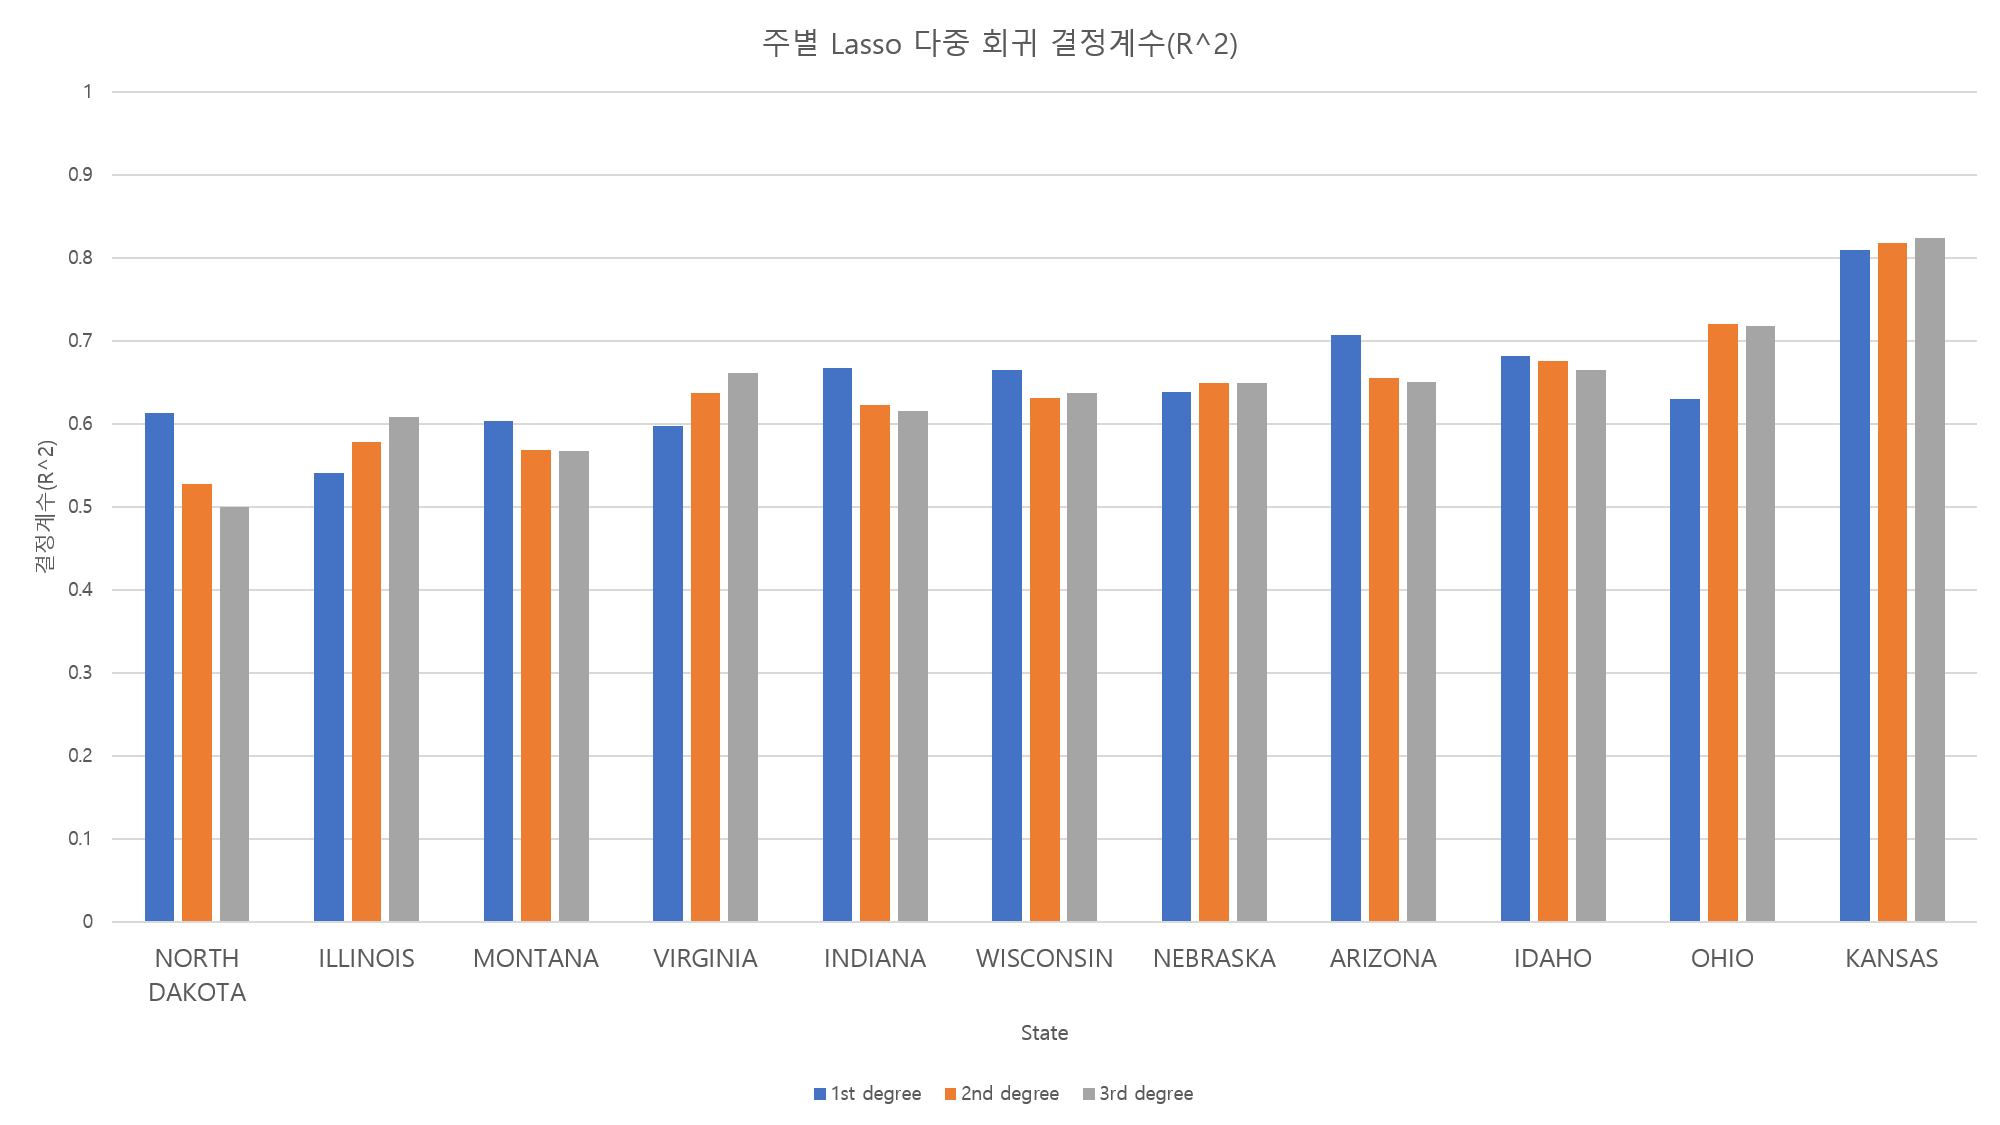 주별 Lasso 다중 회귀 결정계수(R^2)
1
0.9
0.8
0.7
0.6
0.5
0.4
0.3
0.2
0.1
0
결정계수(R^2)
NORTH
DAKOTA
ILLINOIS
MONTANA
VIRGINIA
INDIANA
WISCONSIN
NEBRASKA
ARIZONA
IDAHO
OHIO
KANSAS
State
1st degree
2nd degree
3rd degree